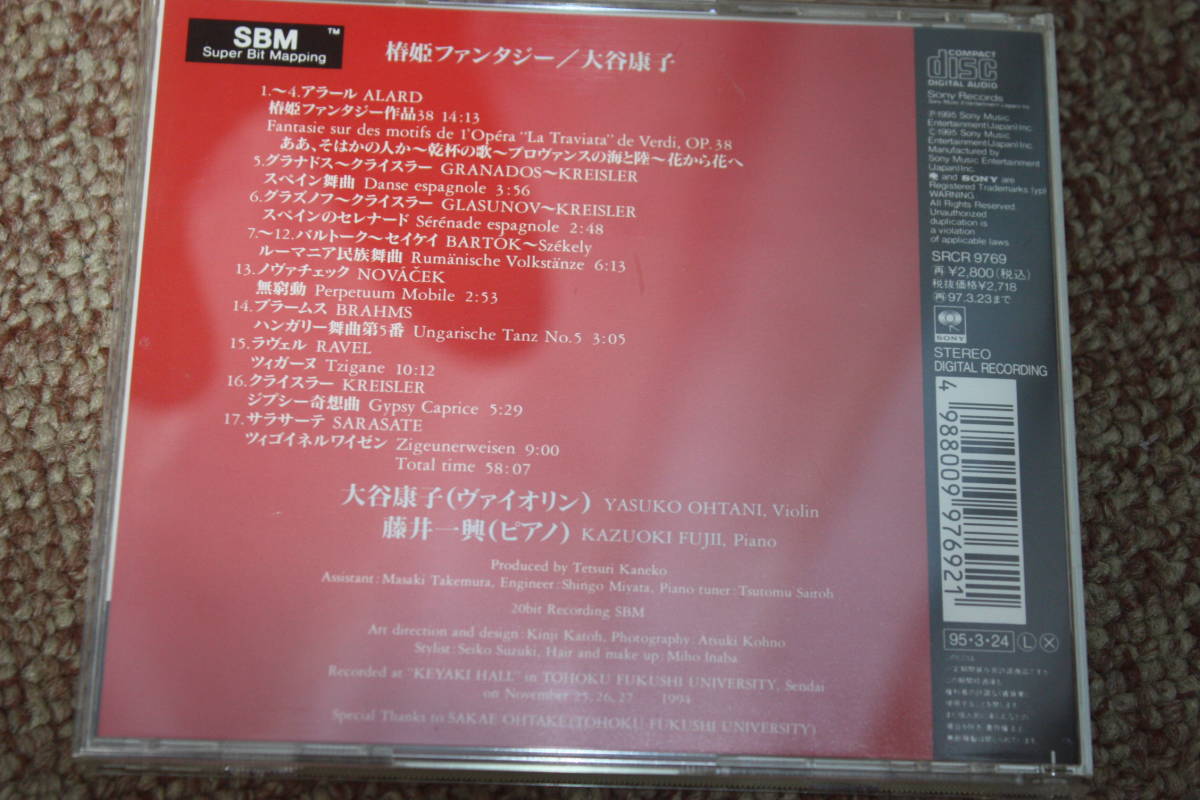 SBM™
Super Bit Mapping
椿姫ファンタジー/大谷康子
1.〜4.アラール ALARD
椿姫ファンタジー作品38 14:13
Fantasie sur des motifs de l'Opéra "La Traviata" de Verdi, OP.38
ああ、そはかの人か〜乾杯の歌〜プロヴァンスの海と陸〜花から花へ
5.グラナドス〜クライスラー GRANADOS〜KREISLER
スペイン舞曲 Danse espagnole 3:56
6.グラズノフ〜クライスラー GLASUNOV〜KREISLER
スペインのセレナード Sérénade espagnole 2:48
7.〜12.バルトーク〜セイケイ BARTÓK〜Székely
ルーマニア民族舞曲 Rumänische Volkstänze 6:13
13.ノヴァチェック NOVÁČEK
無窮動 Perpetuum Mobile 2:53
14.ブラームス BRAHMS
ハンガリー舞曲第5番 Ungarische Tanz No.5 3:05
15.ラヴェル RAVEL
ツィガーヌ Tzigane 10:12
16.クライスラー KREISLER
ジプシー奇想曲 Gypsy Caprice 5:29
17.サラサーテ SARASATE
ツィゴイネルワイゼン Zigeunerweisen 9:00
Total time 58:07
大谷康子(ヴァイオリン) YASUKO OHTANI, Violin
藤井一興(ピアノ) KAZUOKI FUJII, Piano
Produced by Tetsuri Kaneko
Assistant:Masaki Takemura, Engineer:Shingo Miyata, Piano tuner:Tsutomu Saitoh
20bit Recording SBM
Art direction and design:Kinji Katoh, Photography:Atsuki Kohno
Stylist:Seiko Suzuki, Hair and make up:Miho Inaba
Recorded at "KEYAKI HALL" in TOHOKU FUKUSHI UNIVERSITY, Sendai
on November 25, 26, 27 1994
Special Thanks to SAKAE OHTAKE(TOHOKU FUKUSHI UNIVERSITY)
COMPACT
disc
DIGITAL AUDIO
Sony Records
Sony Music Entertainment (Japan) Inc.
℗1995 Sony Music
Entertainment(Japan)Inc.
©1995 Sony Music
Entertainment(Japan)Inc.
Manufactured by
Sony Music Entertainment
(Japan)Inc.
and SONY are
Registered Trademarks (yp)
WARNING
All Rights Reserved.
Unauthorized
duplication is
a violation
of applicable laws
SRCR 9769
再¥2,800(税込)
税抜価格¥2,718
(再)97.3.23まで
SONY
STEREO
DIGITAL RECORDING
4 988009 976921
95・3・24 Ⓛ Ⓧ